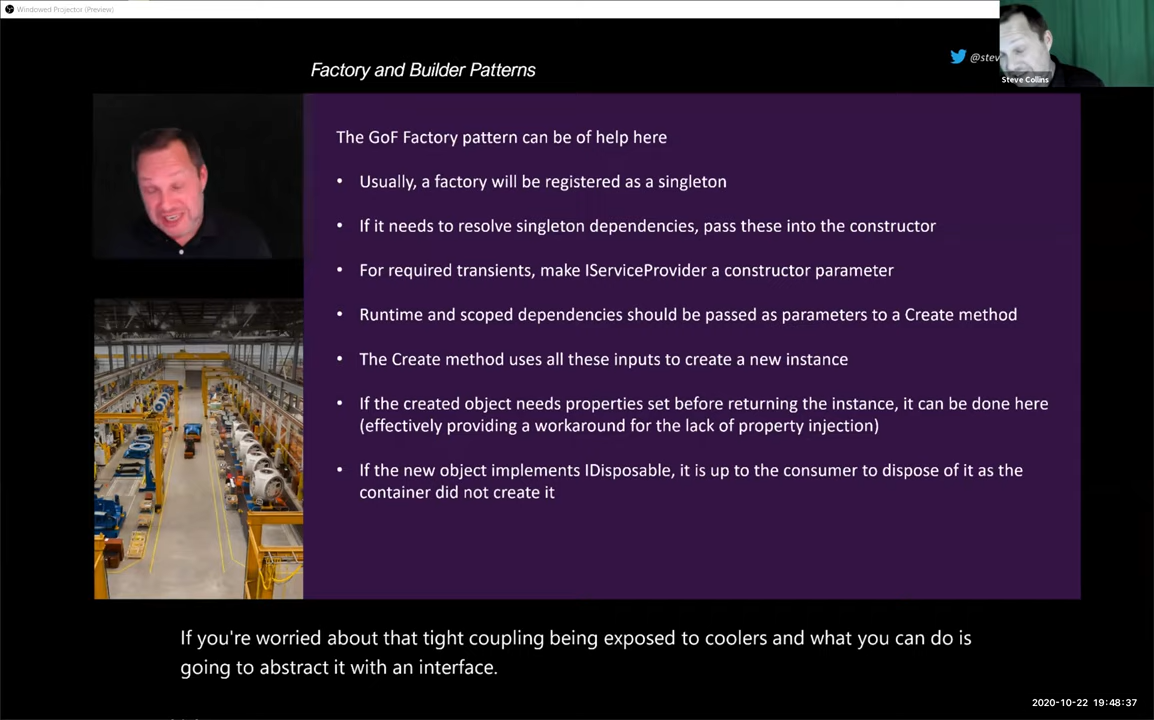 Windowed Projector (Preview)
Factory and Builder Patterns
@stev
Steve Collins
The GoF Factory pattern can be of help here
• Usually, a factory will be registered as a singleton
• If it needs to resolve singleton dependencies, pass these into the constructor
• For required transients, make IServiceProvider a constructor parameter
• Runtime and scoped dependencies should be passed as parameters to a Create method
• The Create method uses all these inputs to create a new instance
• If the created object needs properties set before returning the instance, it can be done here
(effectively providing a workaround for the lack of property injection)
• If the new object implements IDisposable, it is up to the consumer to dispose of it as the
container did not create it
If you're worried about that tight coupling being exposed to coolers and what you can do is
going to abstract it with an interface.
2020-10-22 19:48:37